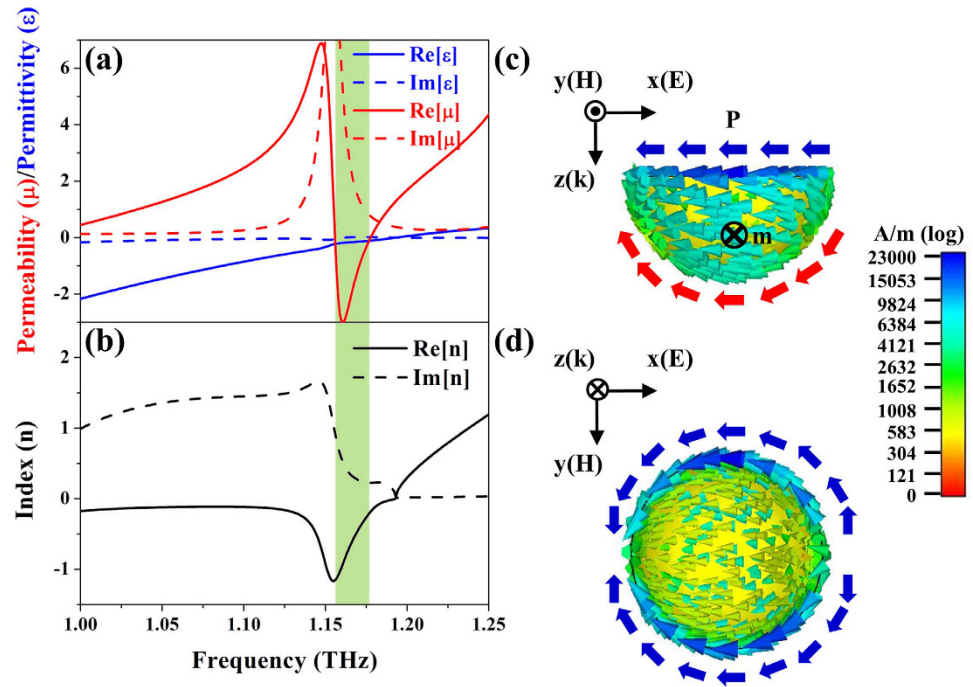 (a)
Re[ε]
Im[ε]
Re[μ]
Im[μ]
6
4
2
0
-2
Permeability (μ)/Permittivity (ε)
(b)
Re[n]
Im[n]
2
1
0
-1
Index (n)
1.00
1.05
1.10
1.15
1.20
1.25
Frequency (THz)
(c)
y(H)
x(E)
z(k)
P
m
(d)
z(k)
x(E)
y(H)
A/m (log)
23000
15053
9824
6384
4121
2632
1652
1008
583
304
121
0